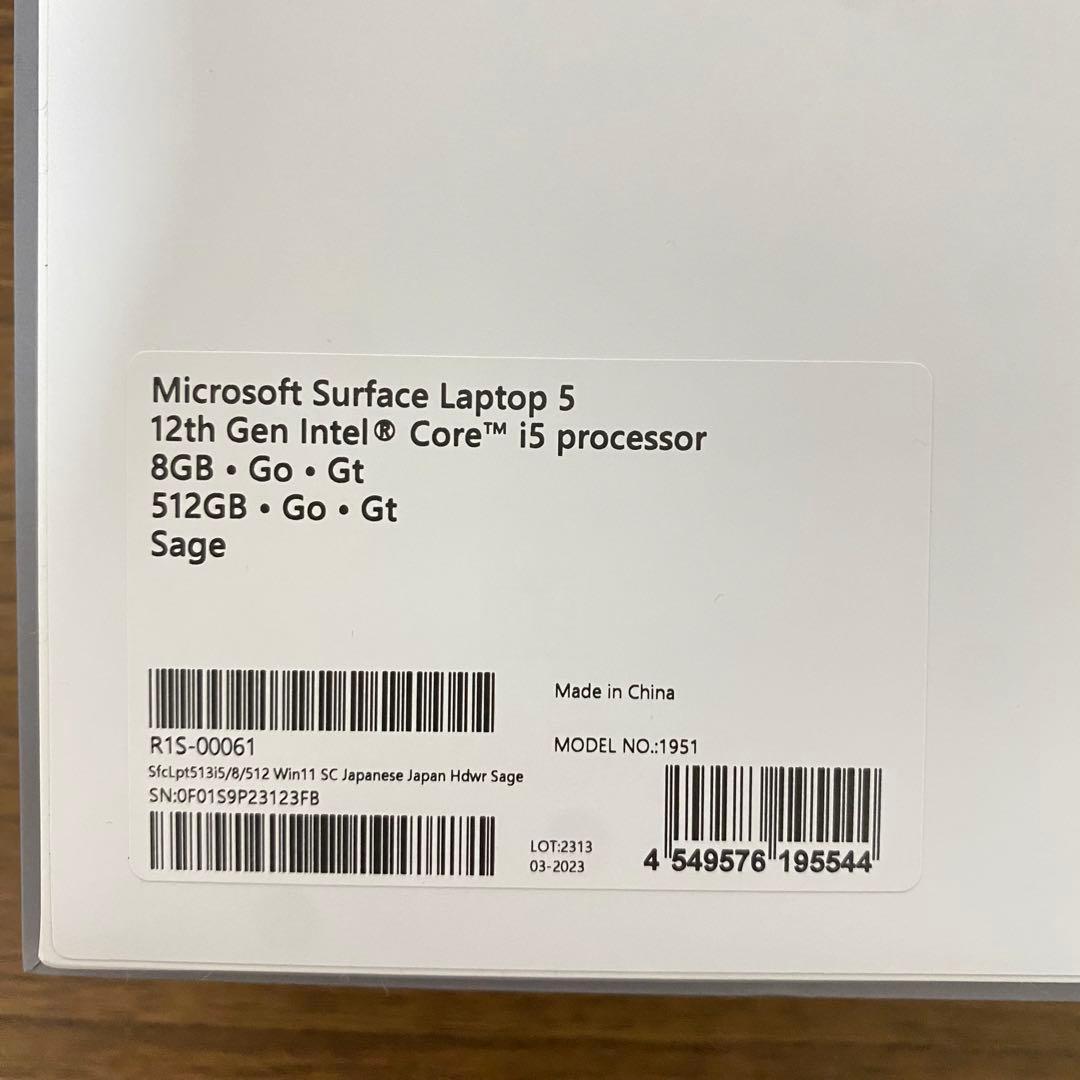 Microsoft Surface Laptop 5
12th Gen Intel® Core™ i5 processor
8GB • Go • Gt
512GB • Go • Gt
Sage
R1S-00061
SfcLpt513i5/8/512 Win11 SC Japanese Japan Hdwr Sage
SN:0F01S9P23123FB
Made in China
MODEL NO.:1951
LOT:2313
03-2023
4 549576 195544